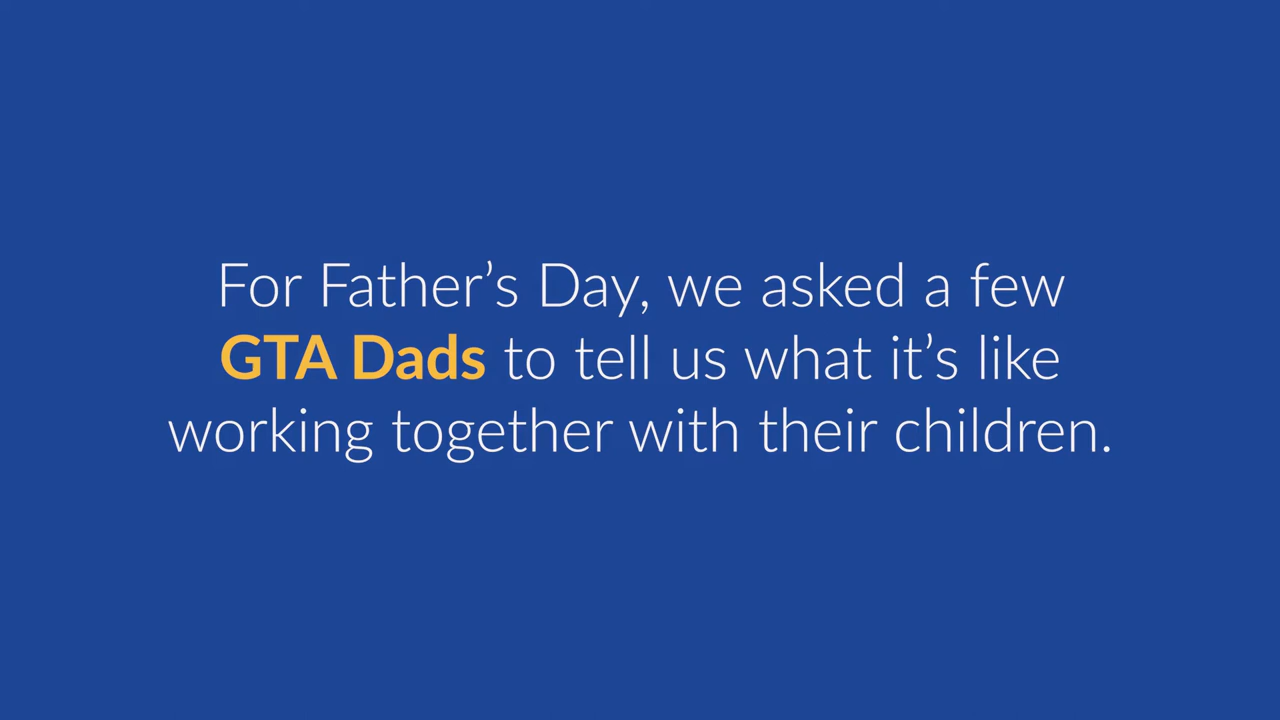 For Father’s Day, we asked a few
GTA Dads to tell us what it’s like
working together with their children.